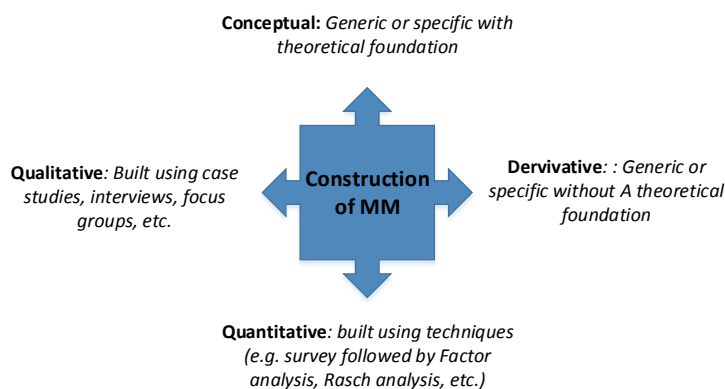 Conceptual: Generic or specific with
theoretical foundation
Qualitative: Built using case
studies, interviews, focus
groups, etc.
Construction
of MM
Dervivative: : Generic or
specific without A theoretical
foundation
Quantitative: built using techniques
(e.g. survey followed by Factor
analysis, Rasch analysis, etc.)